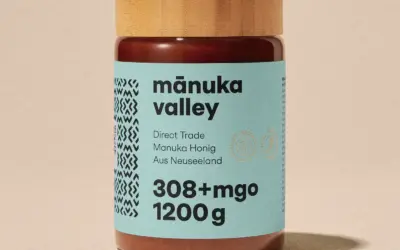 mānuka
valley
Direct Trade
Manuka Honig
Aus Neuseeland
308+mgo
1200g